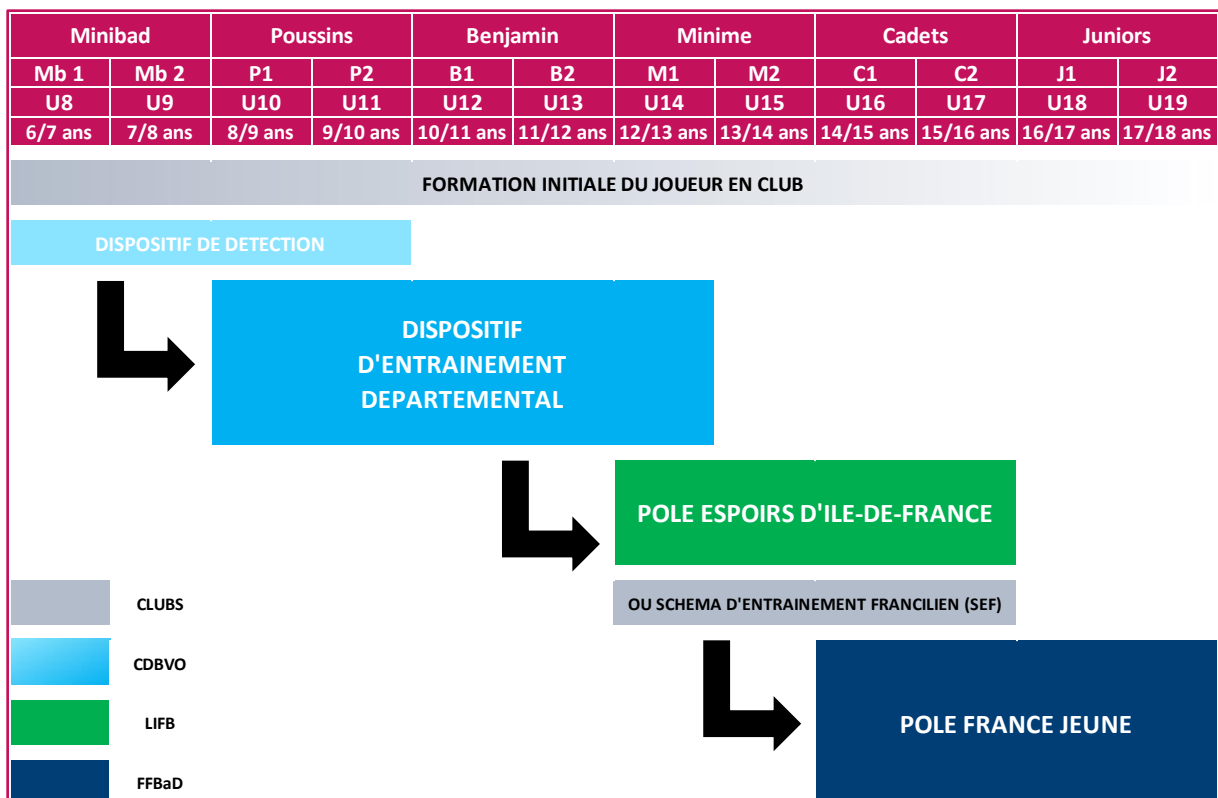 Minibad Poussins Benjamin Minime Cadets Juniors
Mb 1 Mb 2 P1 P2 B1 B2 M1 M2 C1 C2 J1 J2
U8 U9 U10 U11 U12 U13 U14 U15 U16 U17 U18 U19
6/7 ans 7/8 ans 8/9 ans 9/10 ans 10/11 ans 11/12 ans 12/13 ans 13/14 ans 14/15 ans 15/16 ans 16/17 ans 17/18 ans
FORMATION INITIALE DU JOUEUR EN CLUB
DISPOSITIF DE DETECTION
DISPOSITIF
D'ENTRAINEMENT
DEPARTEMENTAL
POLE ESPOIRS D'ILE-DE-FRANCE
CLUBS
OU SCHEMA D'ENTRAINEMENT FRANCILIEN (SEF)
CDBVO
LIFB
POLE FRANCE JEUNE
FFBaD